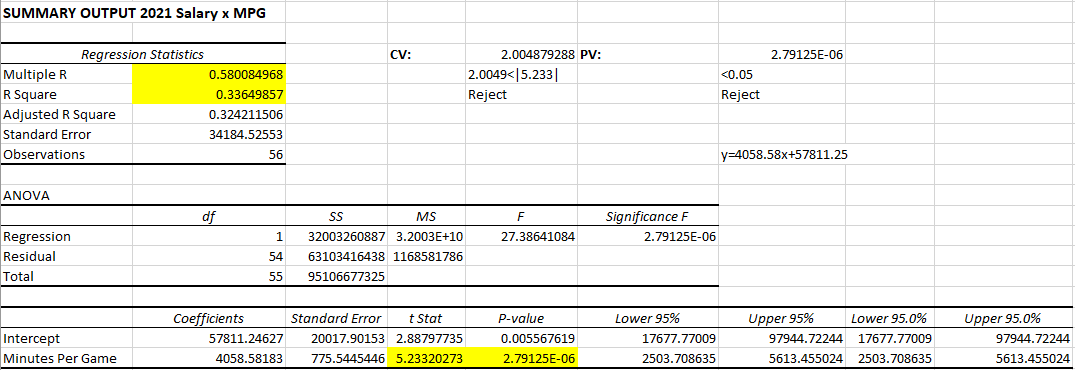 SUMMARY OUTPUT 2021 Salary x MPG
Regression Statistics CV: 2.004879288 PV: 2.79125E-06
Multiple R 0.580084968 2.0049<|5.233| <0.05
R Square 0.33649857 Reject Reject
Adjusted R Square 0.324211506
Standard Error 34184.52553
Observations 56 y=4058.58x+57811.25
ANOVA
df SS MS F Significance F
Regression 1 32003260887 3.2003E+10 27.38641084 2.79125E-06
Residual 54 63103416438 1168581786
Total 55 95106677325
Coefficients Standard Error t Stat P-value Lower 95% Upper 95% Lower 95.0% Upper 95.0%
Intercept 57811.24627 20017.90153 2.88797735 0.005567619 17677.77009 97944.72244 17677.77009 97944.72244
Minutes Per Game 4058.58183 775.5445446 5.23320273 2.79125E-06 2503.708635 5613.455024 2503.708635 5613.455024